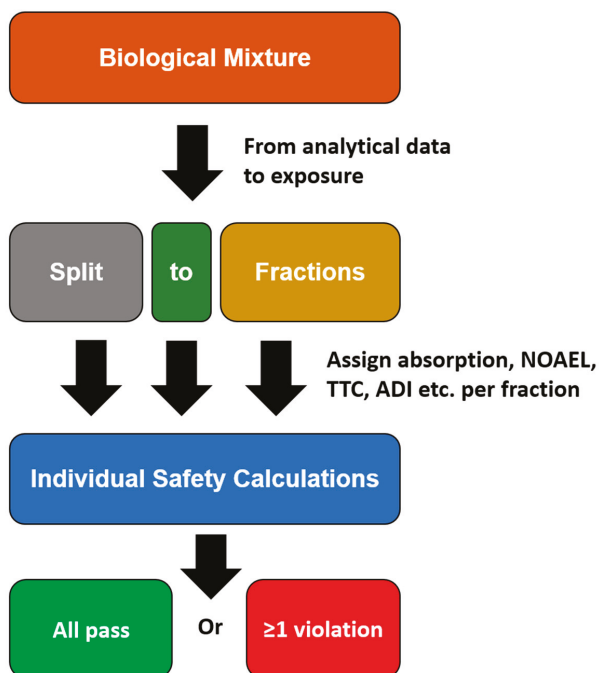 Biological Mixture
From analytical data
to exposure
Split to Fractions
Assign absorption, NOAEL,
TTC, ADI etc. per fraction
Individual Safety Calculations
All pass Or ≥1 violation